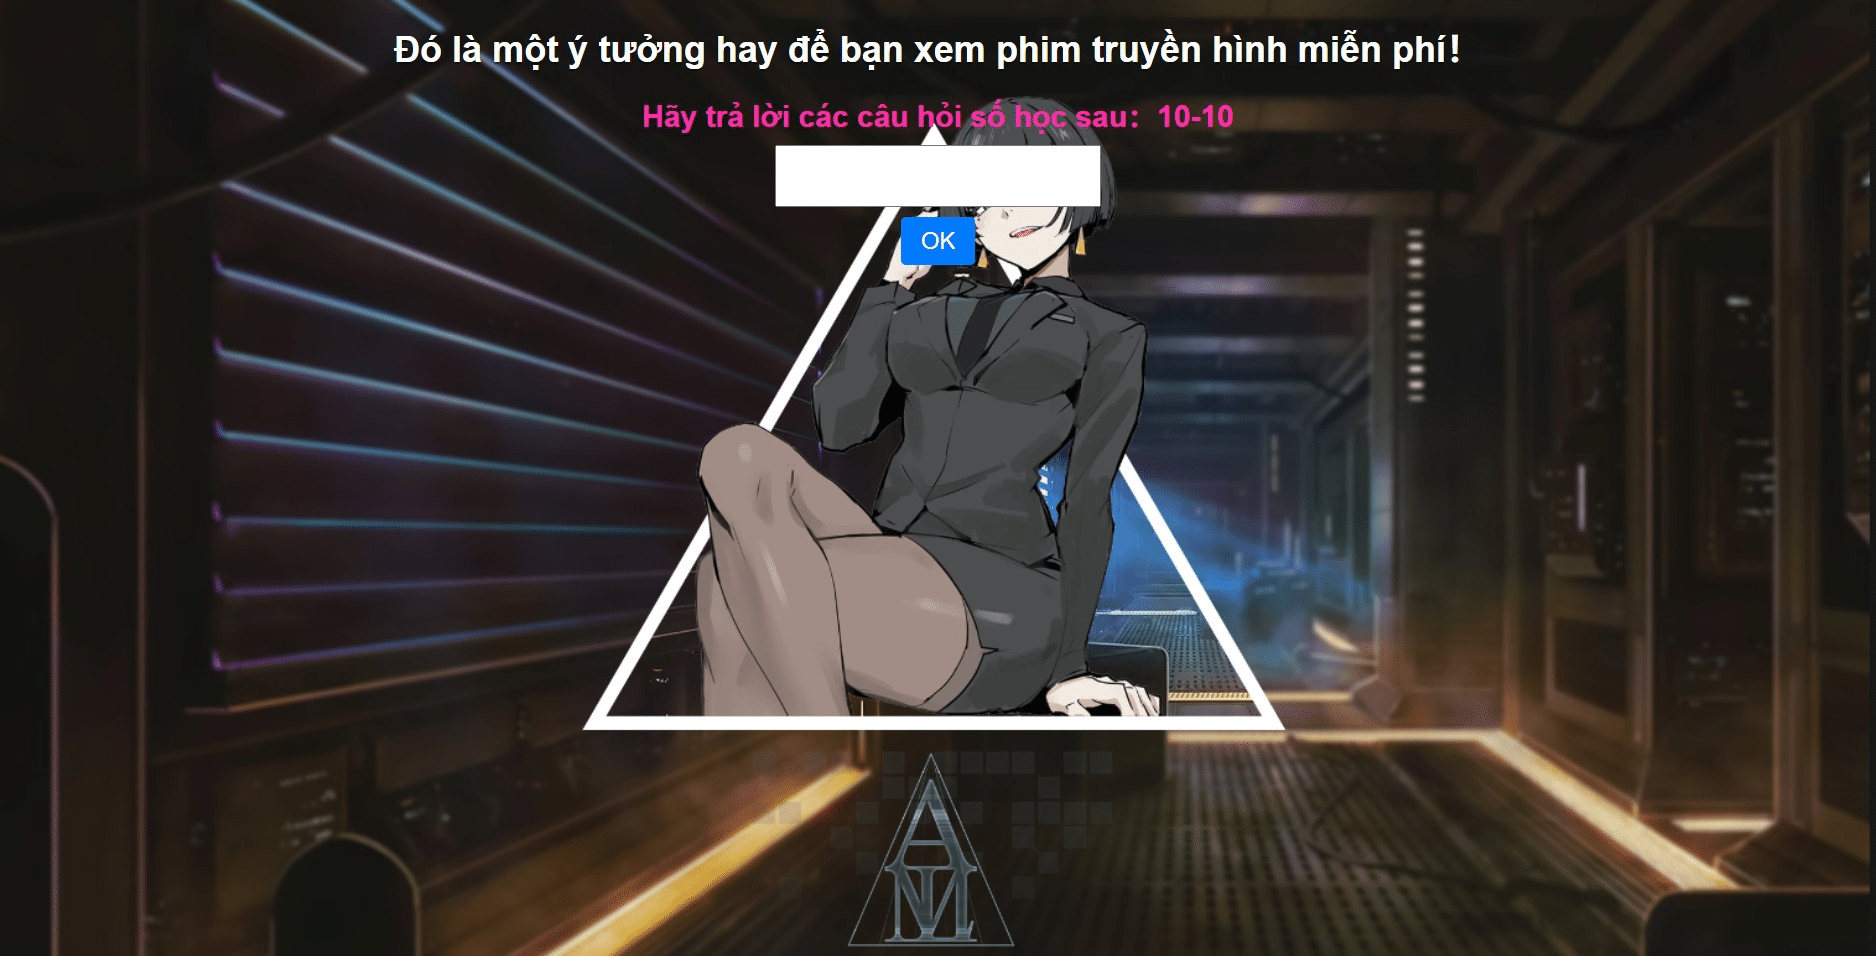 Đó là một ý tưởng hay để bạn xem phim truyền hình miễn phí!
Hãy trả lời các câu hỏi số học sau: 10-10
OK